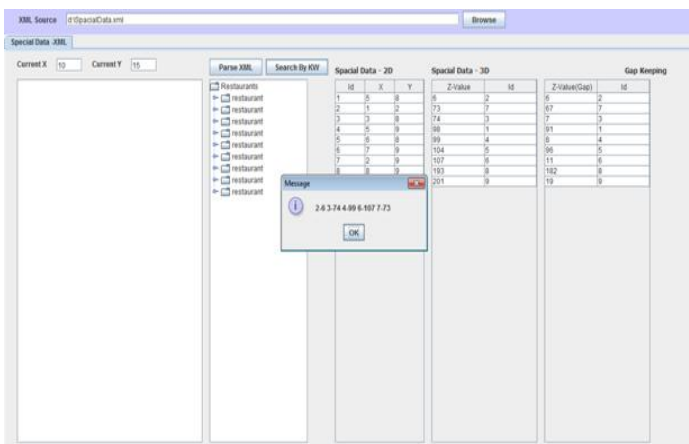 XML Source d:\SpacialData.xml Browse
Special Data -XML
Current X 10 Current Y 15 Parse XML Search By KW Spacial Data - 2D Spacial Data - 3D Gap Keeping
Restaurants Id X Y Z-Value Id Z-Value(Gap) Id
restaurant 1 5 8 6 2 6 2
restaurant 2 1 2 73 7 67 7
restaurant 3 3 8 74 3 7 3
restaurant 4 5 9 98 1 91 1
restaurant 5 6 8 99 4 8 4
restaurant 6 7 9 104 5 96 5
restaurant 7 2 9 107 6 11 6
restaurant 8 8 9 193 8 182 8
restaurant 201 9 19 9
Message
2-6 3-74 4-99 6-107 7-73
OK